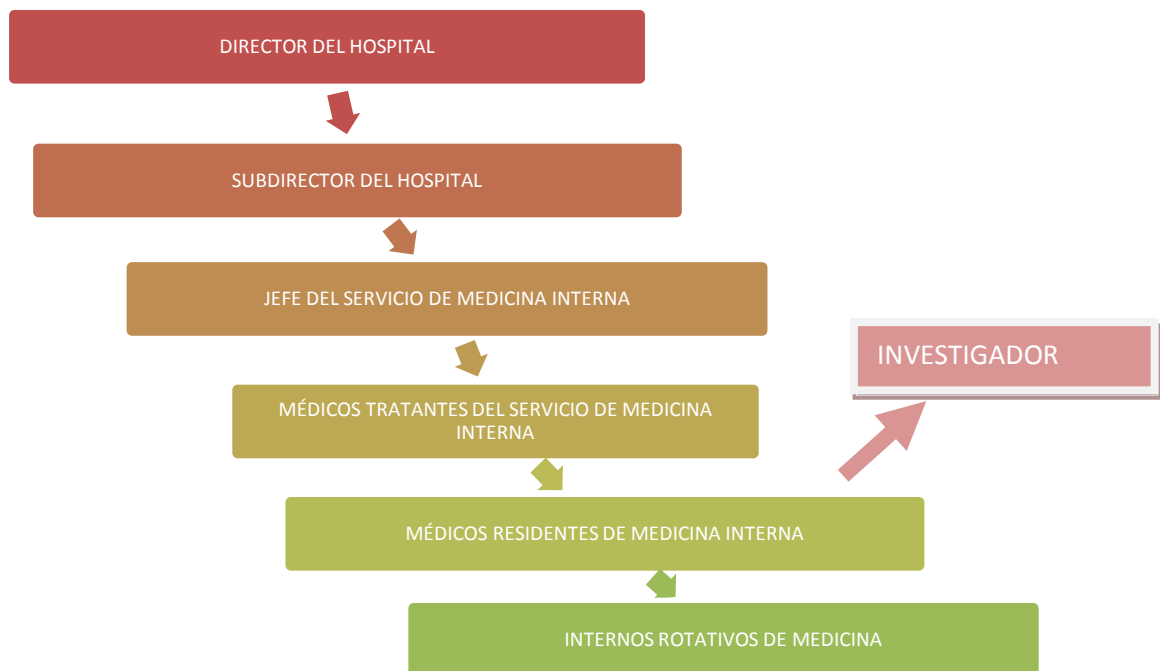 DIRECTOR DEL HOSPITAL
SUBDIRECTOR DEL HOSPITAL
JEFE DEL SERVICIO DE MEDICINA INTERNA
INVESTIGADOR
MÉDICOS TRATANTES DEL SERVICIO DE MEDICINA
INTERNA
MÉDICOS RESIDENTES DE MEDICINA INTERNA
INTERNOS ROTATIVOS DE MEDICINA